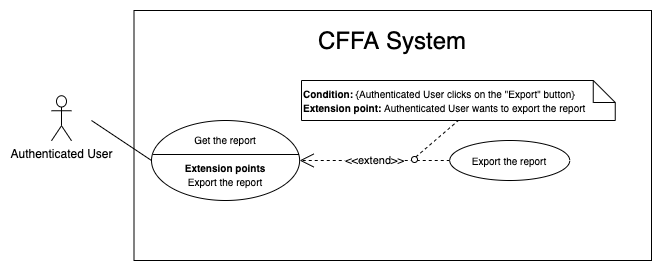 CFFA System
Condition: {Authenticated User clicks on the "Export" button}
Extension point: Authenticated User wants to export the report
Authenticated User
Get the report
Extension points
Export the report
<<extend>>
Export the report